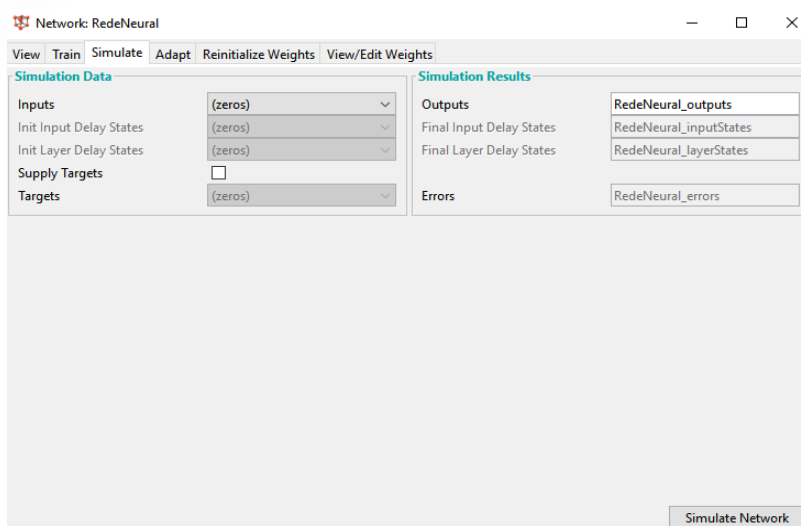 Network: RedeNeural
View Train Simulate Adapt Reinitialize Weights View/Edit Weights
Simulation Data
Inputs (zeros)
Init Input Delay States (zeros)
Init Layer Delay States (zeros)
Supply Targets
Targets (zeros)
Simulation Results
Outputs RedeNeural_outputs
Final Input Delay States RedeNeural_inputStates
Final Layer Delay States RedeNeural_layerStates
Errors RedeNeural_errors
Simulate Network